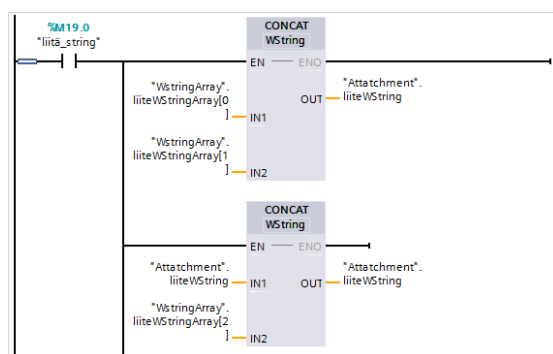 %M19.0
"liitä_string"
CONCAT
WString
EN
ENO
"WstringArray".
liiteWStringArray[0
]
IN1
OUT
"Attatchment".
liiteWString
"WstringArray".
liiteWStringArray[1
]
IN2
CONCAT
WString
EN
ENO
"Attatchment".
liiteWString
IN1
OUT
"Attatchment".
liiteWString
"WstringArray".
liiteWStringArray[2
]
IN2